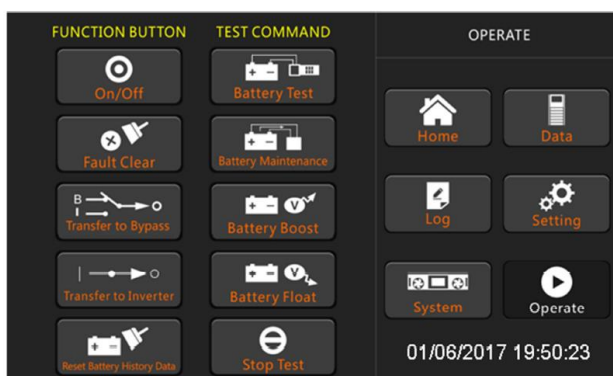 FUNCTION BUTTON TEST COMMAND OPERATE
On/Off Battery Test
Home Data
Fault Clear Battery Maintenance
B
I
Transfer to Bypass V Battery Boost
Log Setting
Transfer to Inverter V Battery Float
System Operate
Reset Battery History Data Stop Test
01/06/2017 19:50:23